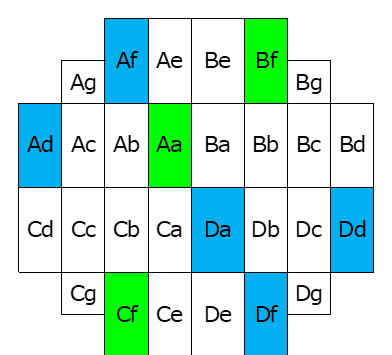 Af Ae Be Bf
Ag Bg
Ad Ac Ab Aa Ba Bb Bc Bd
Cd Cc Cb Ca Da Db Dc Dd
Cg Dg
Cf Ce De Df